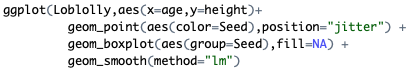 ggplot(Loblolly,aes(x=age,y=height)+
geom_point(aes(color=Seed),position="jitter") +
geom_boxplot(aes(group=Seed),fill=NA) +
geom_smooth(method="lm")